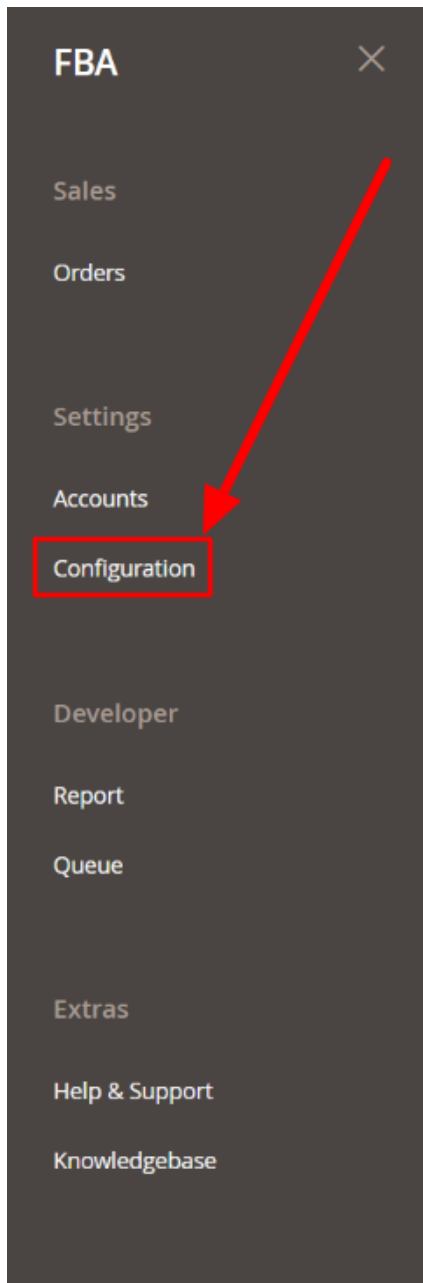 FBA
Sales
Orders
Settings
Accounts
Configuration
Developer
Report
Queue
Extras
Help & Support
Knowledgebase